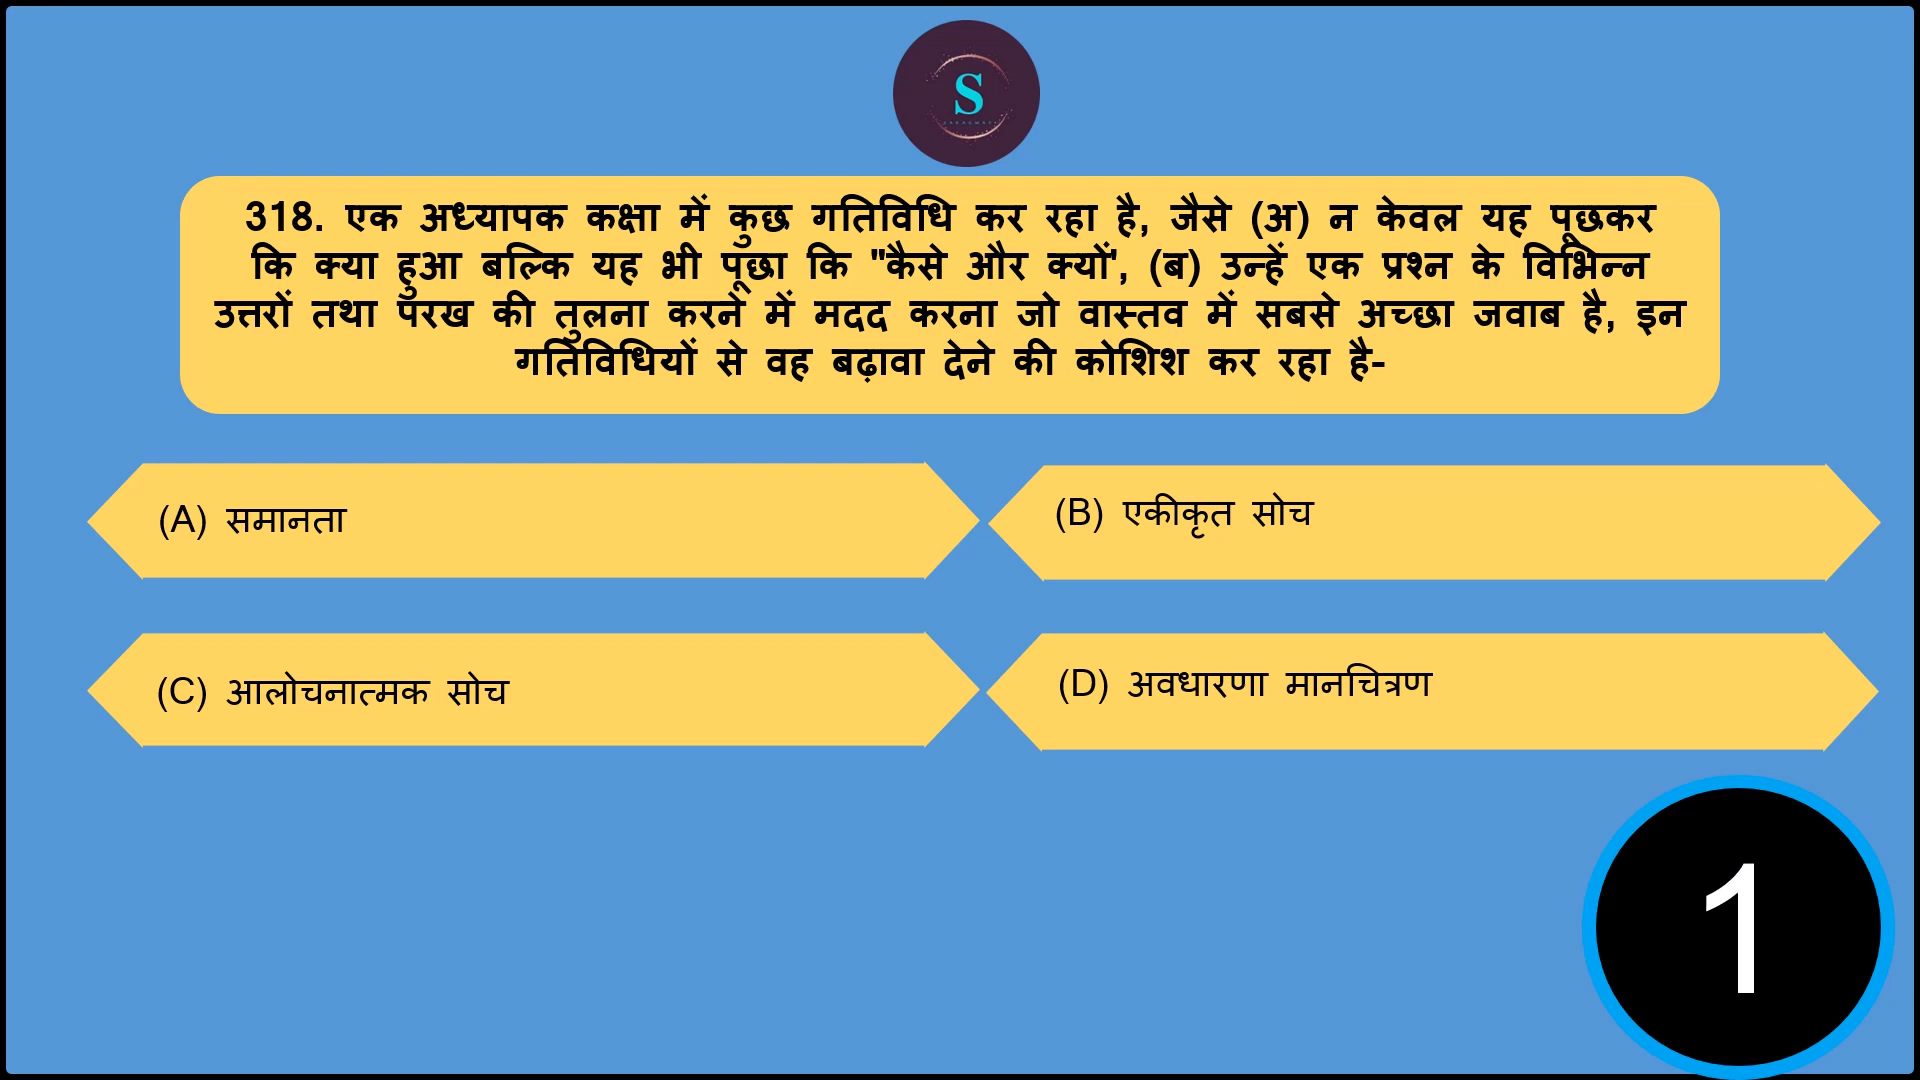 S
318. एक अध्यापक कक्षा में कुछ गतिविधि कर रहा है, जैसे (अ) न केवल यह पूछकर
कि क्या हुआ बल्कि यह भी पूछा कि "कैसे और क्यों', (ब) उन्हें एक प्रश्न के विभिन्न
उत्तरों तथा परख की तुलना करने में मदद करना जो वास्तव में सबसे अच्छा जवाब है, इन
गतिविधियों से वह बढ़ावा देने की कोशिश कर रहा है-
(A) समानता
(B) एकीकृत सोच
(C) आलोचनात्मक सोच
(D) अवधारणा मानचित्रण
1